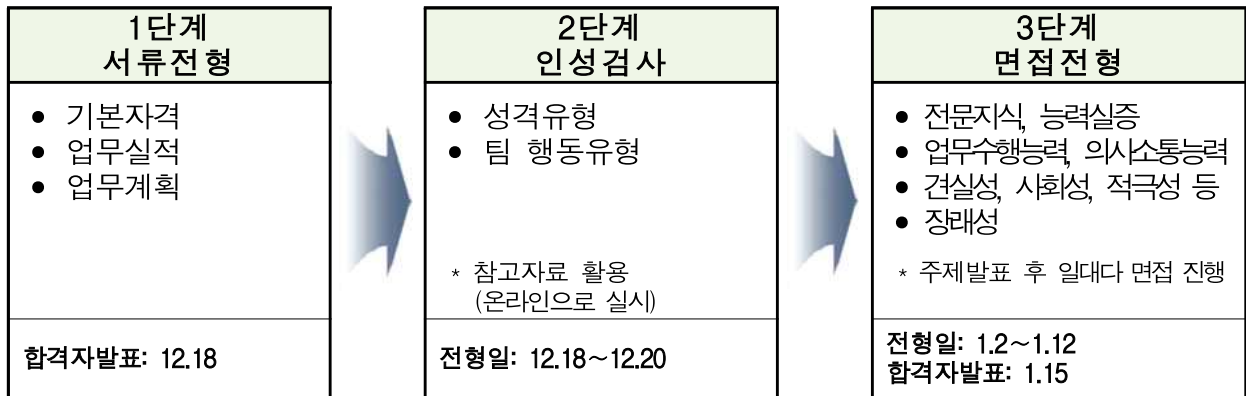 1단계
서류전형
● 기본자격
● 업무실적
● 업무계획
합격자발표: 12.18
2단계
인성검사
● 성격유형
● 팀 행동유형
* 참고자료 활용
(온라인으로 실시)
전형일: 12.18～12.20
3단계
면접전형
● 전문지식, 능력실증
● 업무수행능력, 의사소통능력
● 견실성, 사회성, 적극성 등
● 장래성
* 주제발표 후 일대다 면접 진행
전형일: 1.2～1.12
합격자발표: 1.15